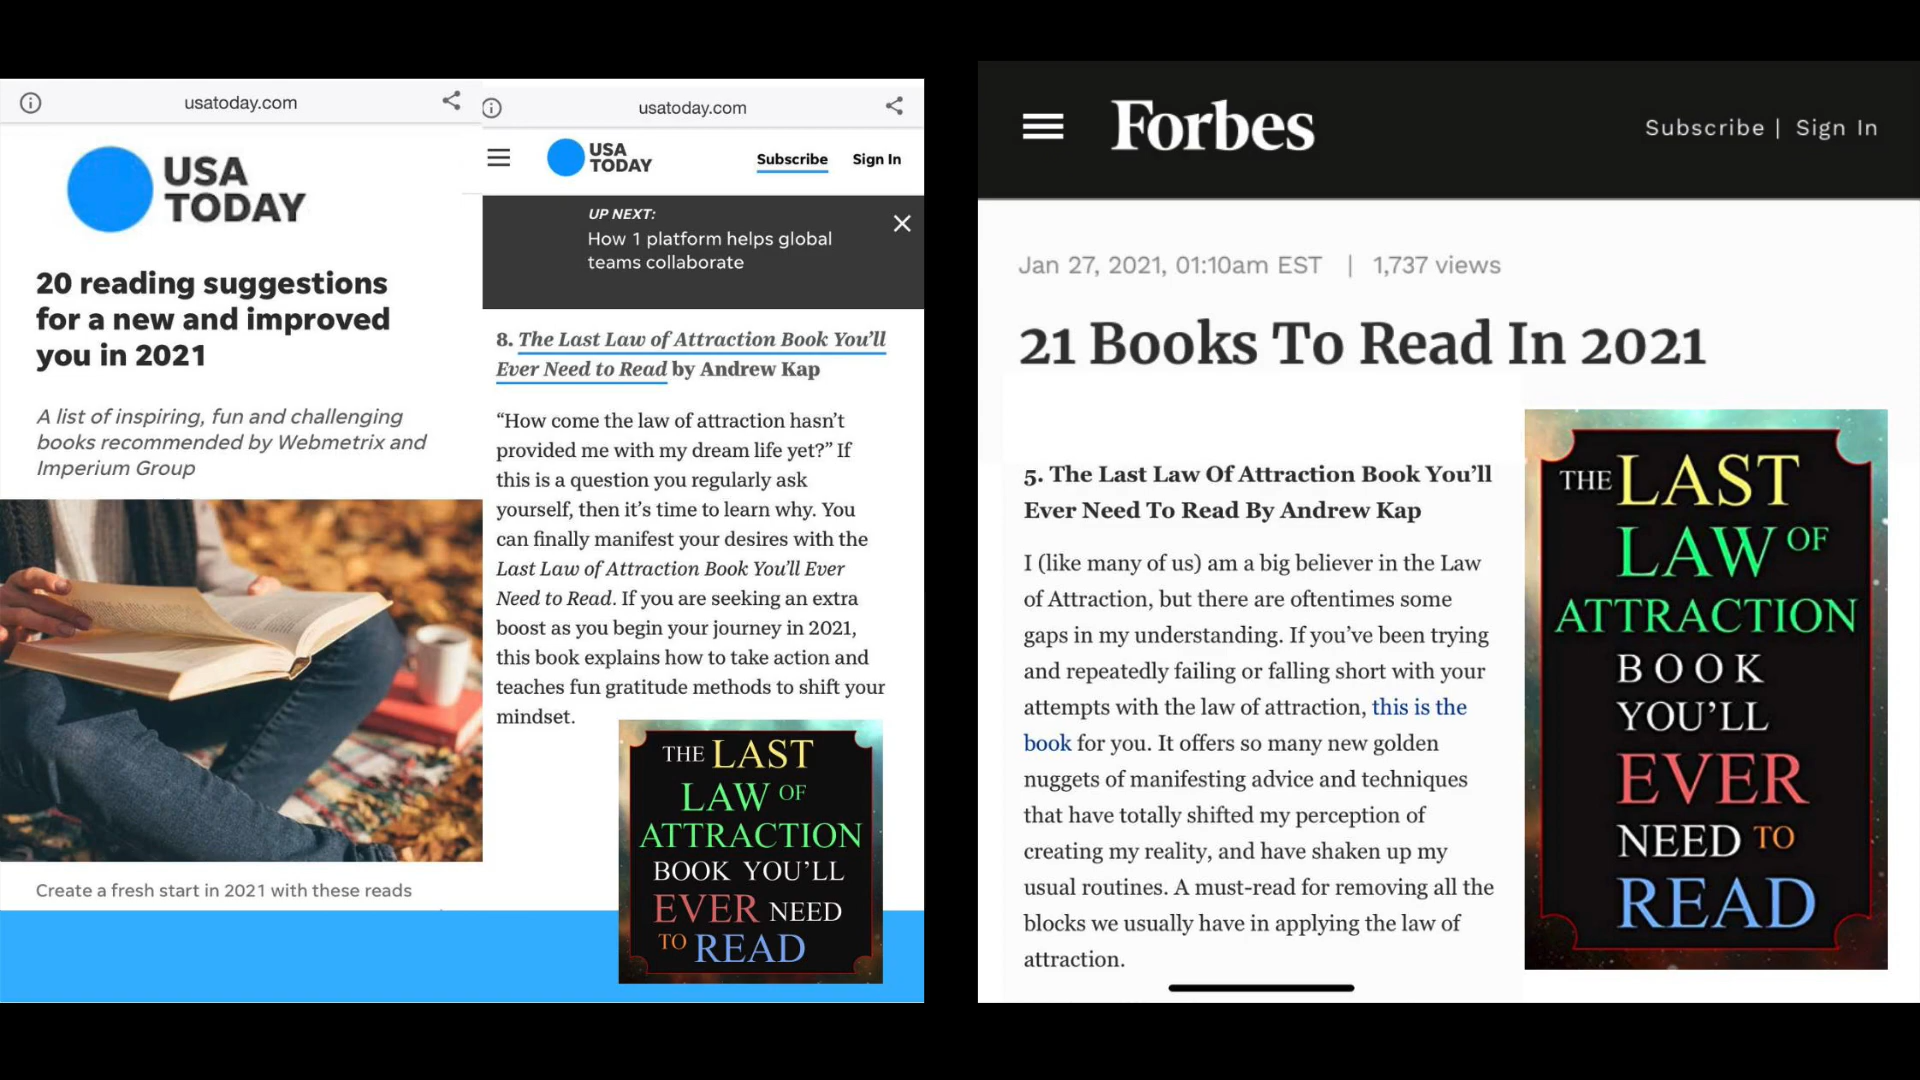 usatoday.com
USA
TODAY
20 reading suggestions
for a new and improved
you in 2021
A list of inspiring, fun and challenging
books recommended by Webmetrix and
Imperium Group
Create a fresh start in 2021 with these reads
usatoday.com
USA
TODAY
Subscribe Sign In
UP NEXT:
How 1 platform helps global
teams collaborate
8. The Last Law of Attraction Book You’ll
Ever Need to Read by Andrew Kap
“How come the law of attraction hasn’t
provided me with my dream life yet?” If
this is a question you regularly ask
yourself, then it’s time to learn why. You
can finally manifest your desires with the
Last Law of Attraction Book You’ll Ever
Need to Read. If you are seeking an extra
boost as you begin your journey in 2021,
this book explains how to take action and
teaches fun gratitude methods to shift your
mindset.
THE LAST
LAW OF
ATTRACTION
BOOK YOU’LL
EVER NEED
TO READ
Forbes
Subscribe | Sign In
Jan 27, 2021, 01:10am EST | 1,737 views
21 Books To Read In 2021
5. The Last Law Of Attraction Book You’ll
Ever Need To Read By Andrew Kap
I (like many of us) am a big believer in the Law
of Attraction, but there are oftentimes some
gaps in my understanding. If you’ve been trying
and repeatedly failing or falling short with your
attempts with the law of attraction, this is the
book for you. It offers so many new golden
nuggets of manifesting advice and techniques
that have totally shifted my perception of
creating my reality, and have shaken up my
usual routines. A must-read for removing all the
blocks we usually have in applying the law of
attraction.
THE LAST
LAW OF
ATTRACTION
BOOK
YOU’LL
EVER
NEED TO
READ